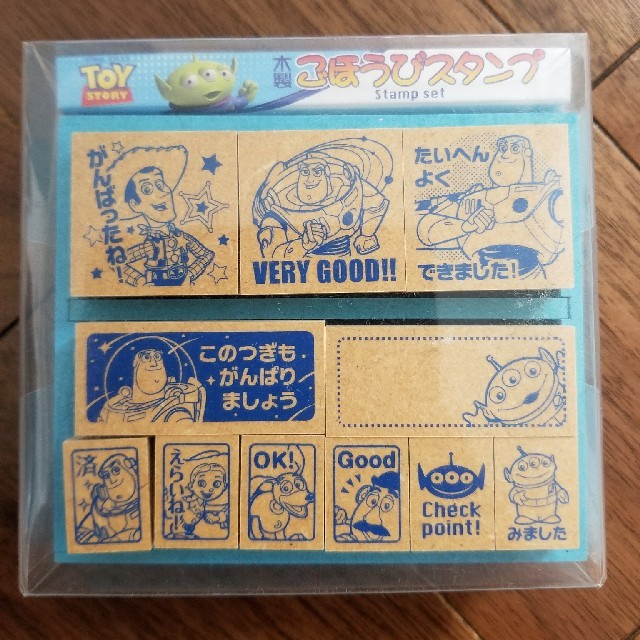 TOY
STORY
木製
ごほうびスタンプ
Stamp set
がんばったね!
VERY GOOD!!
たいへん
よく
できました!
このつぎも
がんばり
ましょう
済
えらいね!!
OK!
Good
Check
point!
みました